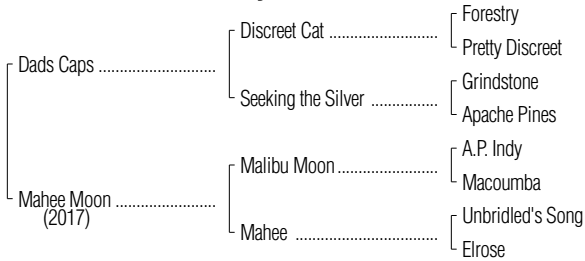 Forestry
Discreet Cat ...........................
Pretty Discreet
Dads Caps .............................
Grindstone
Seeking the Silver .................
Apache Pines
A.P. Indy
Malibu Moon .........................
Macoumba
Mahee Moon .........................
(2017)
Unbridled's Song
Mahee ...................................
Elrose